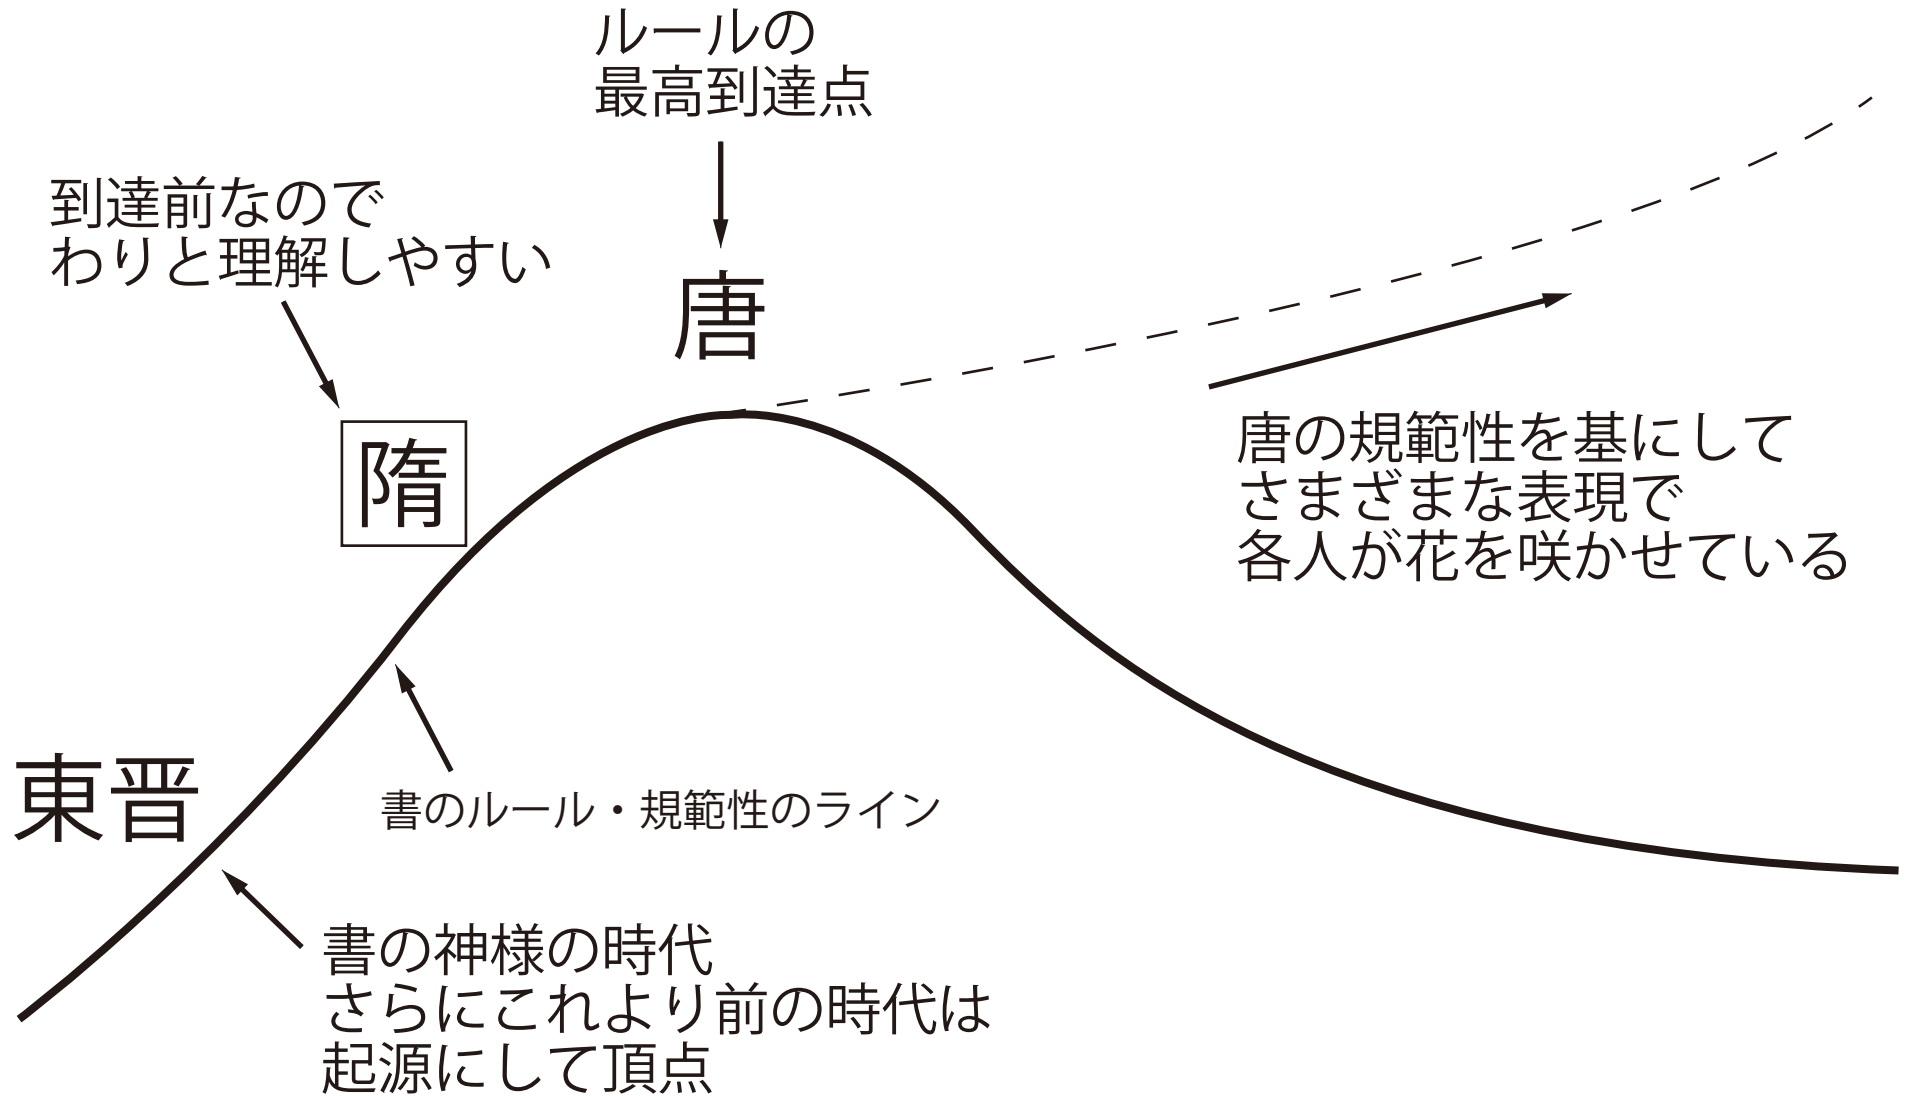 ルールの
最高到達点
到達前なので
わりと理解しやすい
唐
隋
唐の規範性を基にして
さまざまな表現で
各人が花を咲かせている
東晋
書のルール・規範性のライン
書の神様の時代
さらにこれより前の時代は
起源にして頂点